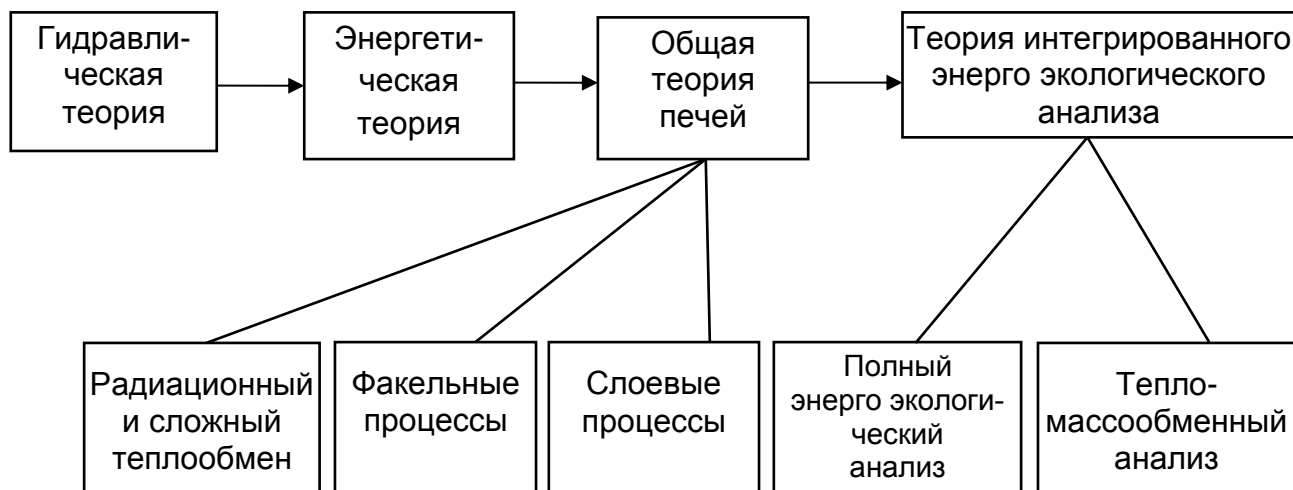 Гидравли-
ческая
теория
Энергети-
ческая
теория
Общая
теория
печей
Теория интегрированного
энерго экологического
анализа
Радиационный
и сложный
теплообмен
Факельные
процессы
Слоевые
процессы
Полный
энерго экологи-
ческий
анализ
Тепло-
массообменный
анализ